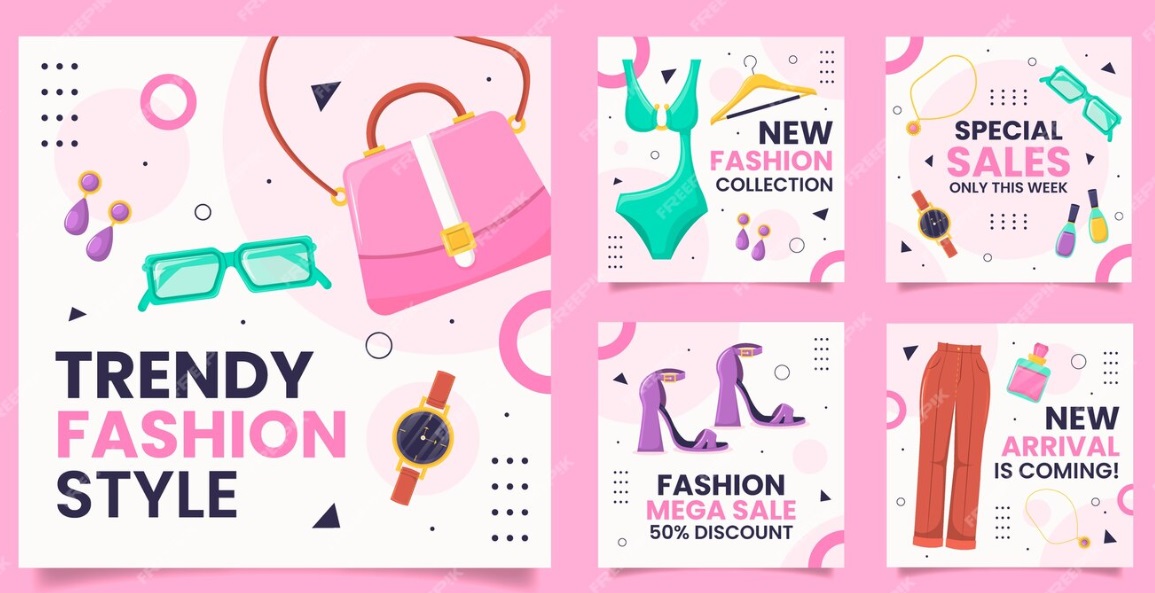 TRENDY
FASHION
STYLE
NEW
FASHION
COLLECTION
SPECIAL
SALES
ONLY THIS WEEK
FASHION
MEGA SALE
50% DISCOUNT
NEW
ARRIVAL
IS COMING!
FREEPIK